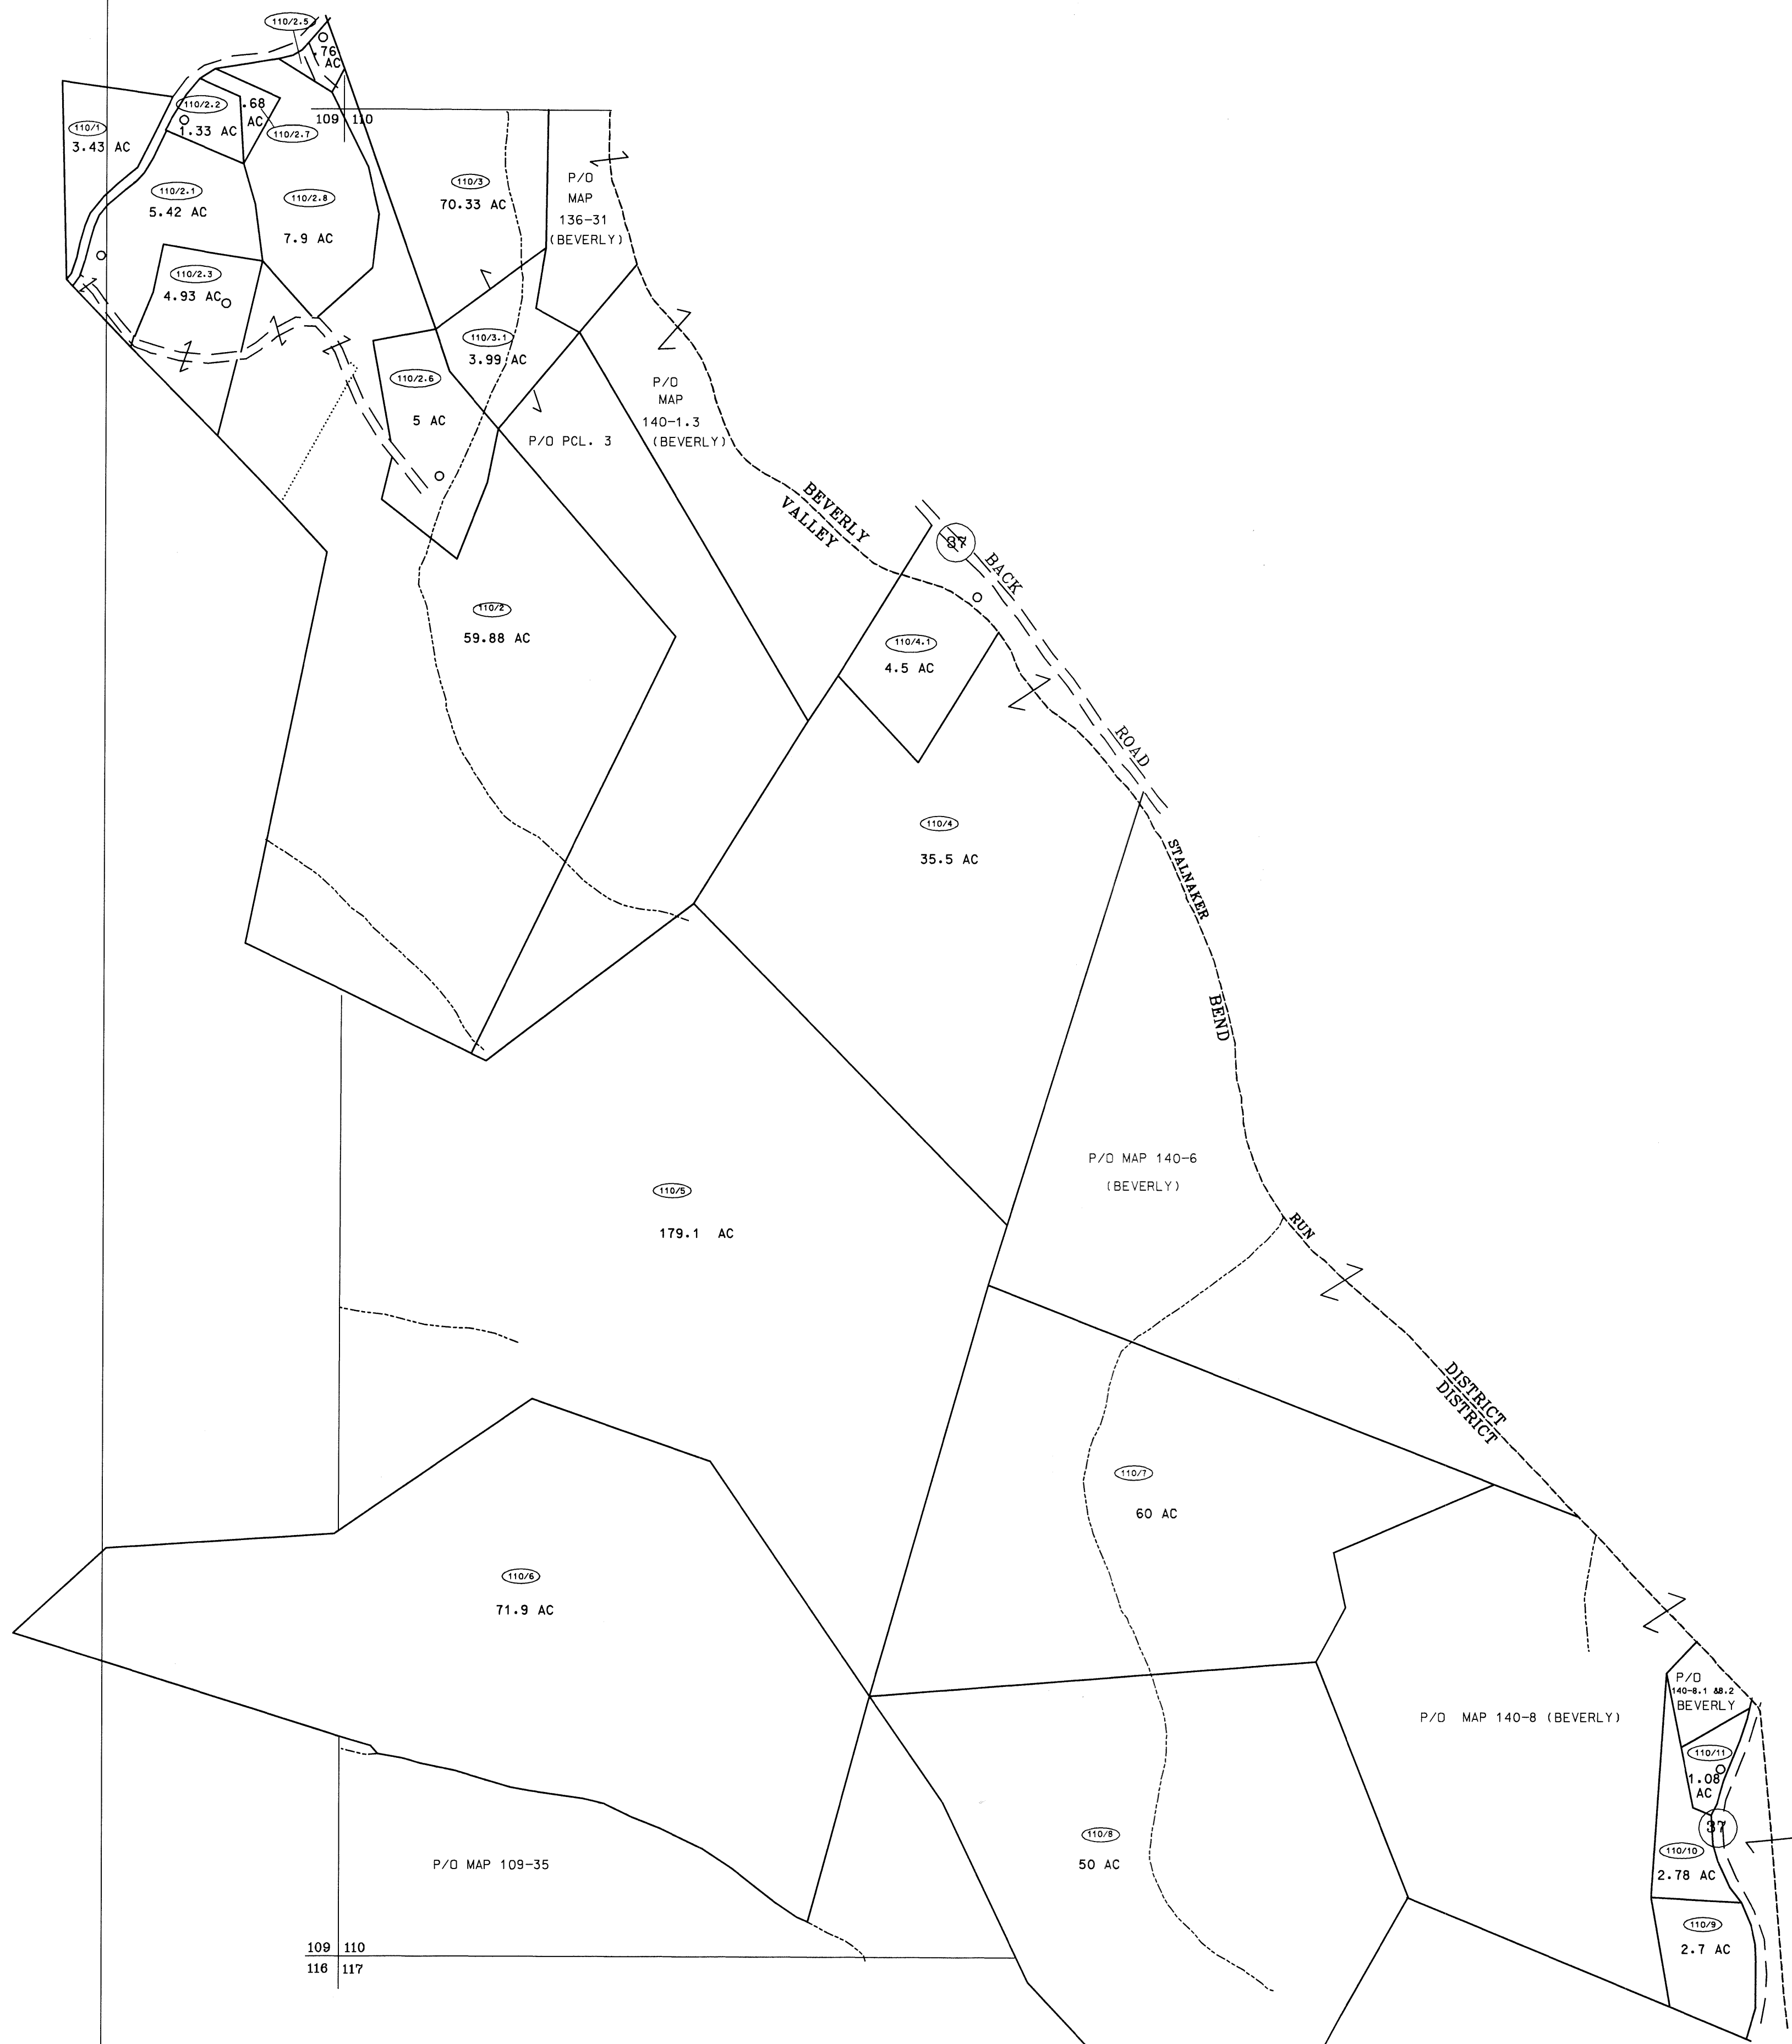 110/2.5
.76
AC
110/2.2
1.33 AC
.68
AC
110/2.7
109 110
110/1
3.43 AC
110/2.1
5.42 AC
110/2.8
7.9 AC
110/3
70.33 AC
P/O
MAP
136-31
(BEVERLY)
110/2.3
4.93 AC
110/3.1
3.99 AC
110/2.6
5 AC
P/O PCL. 3
P/O
MAP
140-1.3
(BEVERLY)
BEVERLY
VALLEY
37
BACK
ROAD
110/2
59.88 AC
110/4.1
4.5 AC
110/4
35.5 AC
STALNAKER
BEND
RUN
P/O MAP 140-6
(BEVERLY)
110/5
179.1 AC
DISTRICT
DISTRICT
110/7
60 AC
110/6
71.9 AC
P/O
140-8.1 &8.2
BEVERLY
P/O MAP 140-8 (BEVERLY)
110/11
1.08
AC
37
110/10
2.78 AC
110/8
50 AC
P/O MAP 109-35
110/9
2.7 AC
109 110
116 117